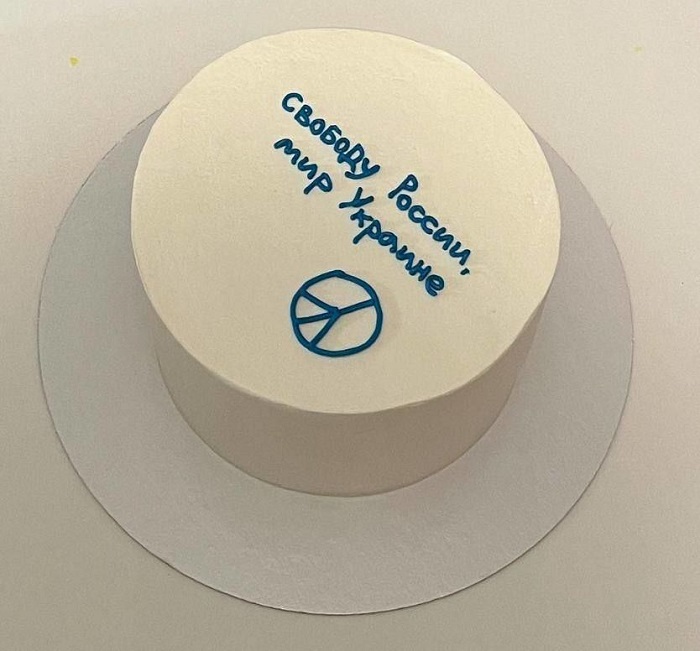 свободу России,
мир Украине